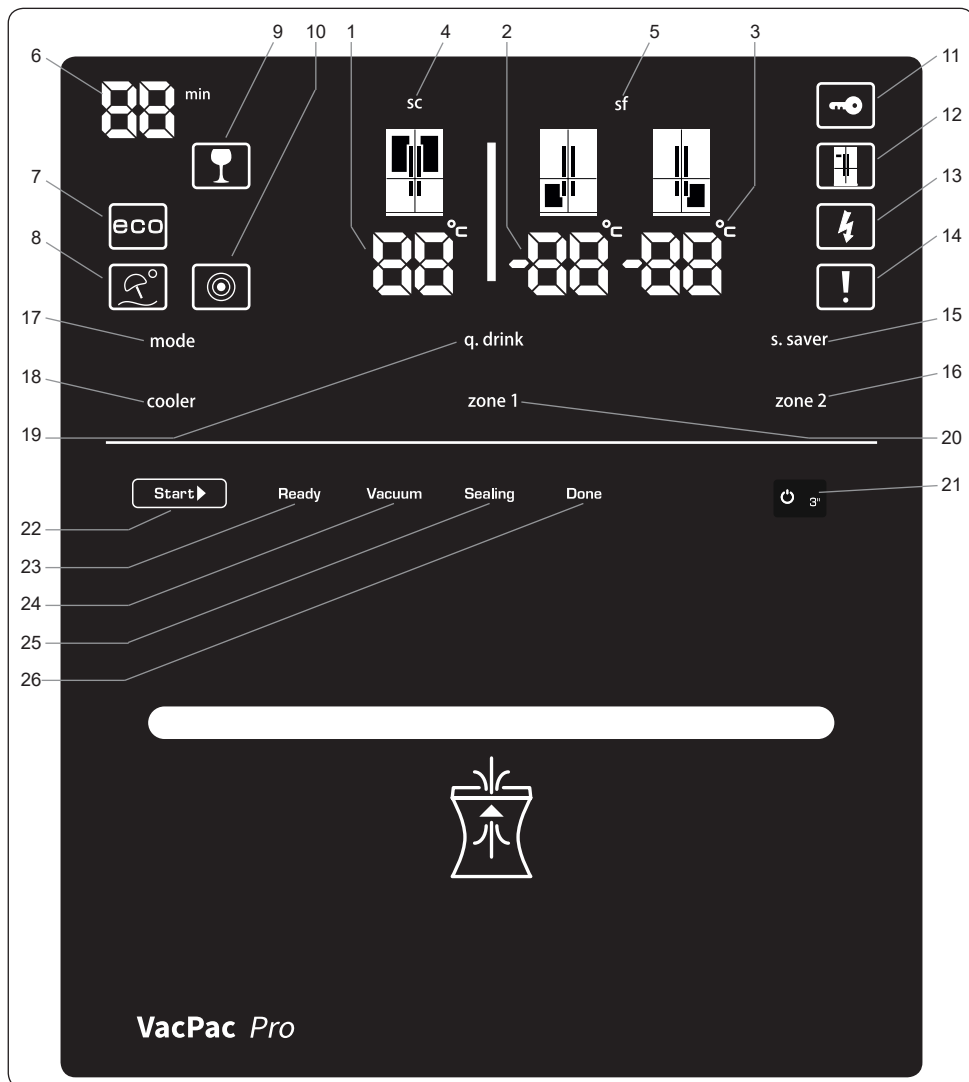 9 10 1 4 2 5 3
6 11
88 min
sc sf
12
7 13
eco
°c °c °c
88 -88 -88
8 14
!
17 15
mode q. drink s. saver
18 16
cooler zone 1 zone 2
19 20
Start Ready Vacuum Sealing Done
3"
21
22
23
24
25
26
VacPac Pro